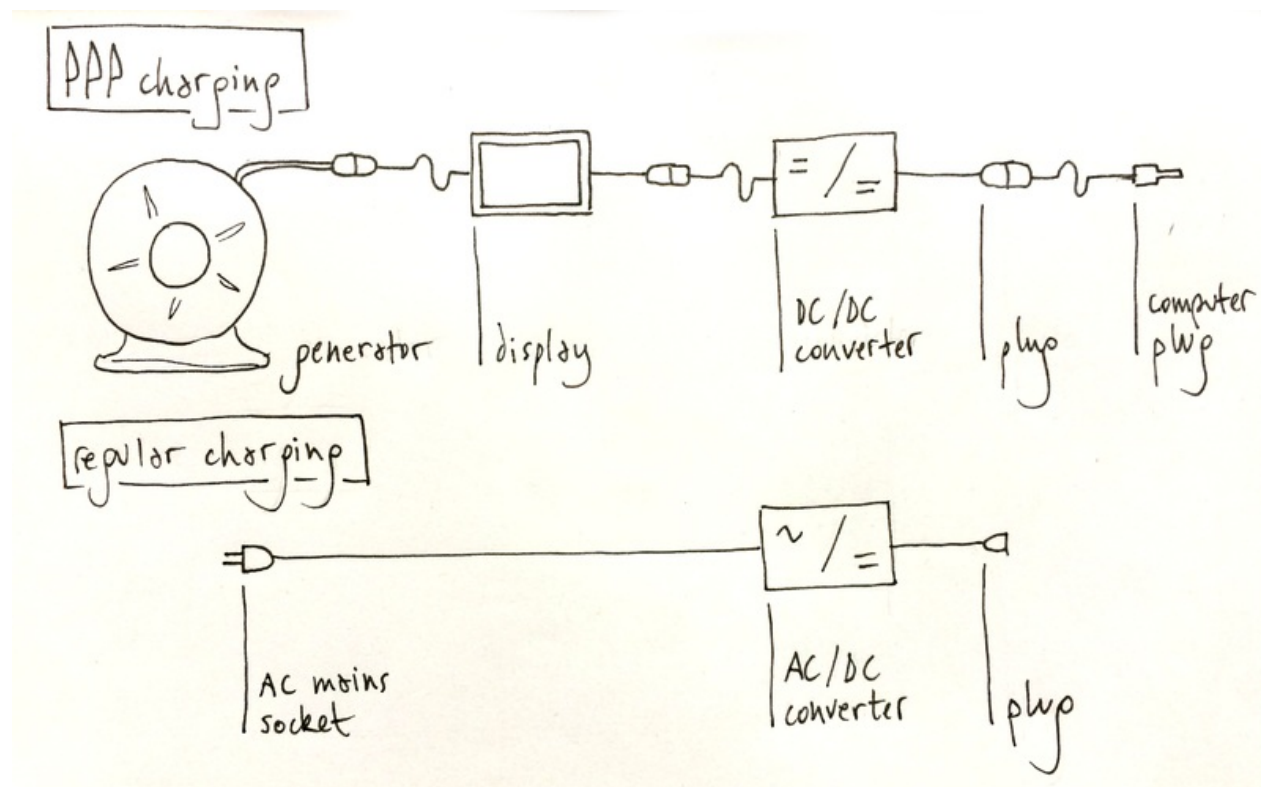 PPP charging
generator
display
DC/DC
converter
plug
computer
plug
regular charging
AC mains
socket
AC/DC
converter
plug